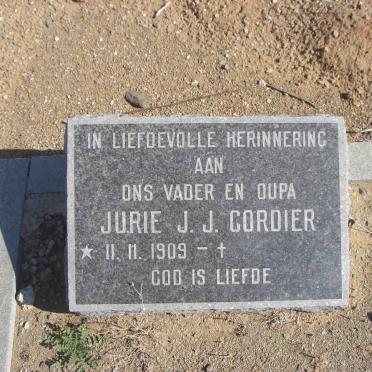 IN LIEFDEVOLLE HERINNERING
AAN
ONS VADER EN OUPA
JURIE J. J. CORDIER
★ 11. 11. 1909 – †
GOD IS LIEFDE